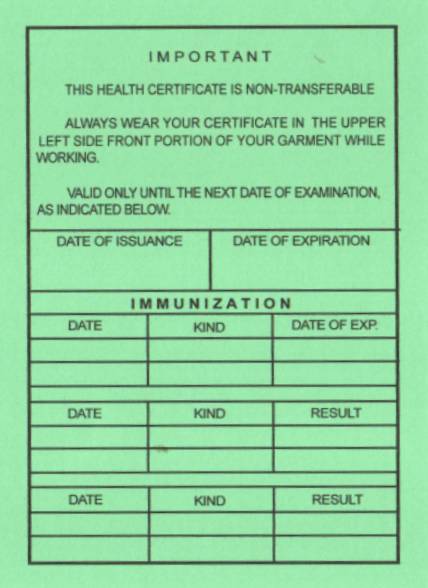 IMPORTANT
THIS HEALTH CERTIFICATE IS NON-TRANSFERABLE
ALWAYS WEAR YOUR CERTIFICATE IN THE UPPER
LEFT SIDE FRONT PORTION OF YOUR GARMENT WHILE
WORKING.
VALID ONLY UNTIL THE NEXT DATE OF EXAMINATION,
AS INDICATED BELOW.
DATE OF ISSUANCE DATE OF EXPIRATION
IMMUNIZATION
DATE KIND DATE OF EXP.
DATE KIND RESULT
DATE KIND RESULT